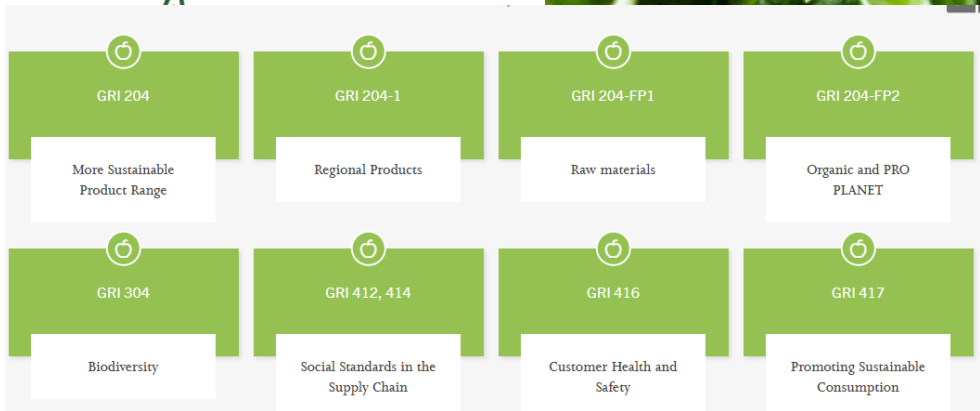 GRI 204
More Sustainable
Product Range
GRI 204-1
Regional Products
GRI 204-FP1
Raw materials
GRI 204-FP2
Organic and PRO
PLANET
GRI 304
Biodiversity
GRI 412, 414
Social Standards in the
Supply Chain
GRI 416
Customer Health and
Safety
GRI 417
Promoting Sustainable
Consumption